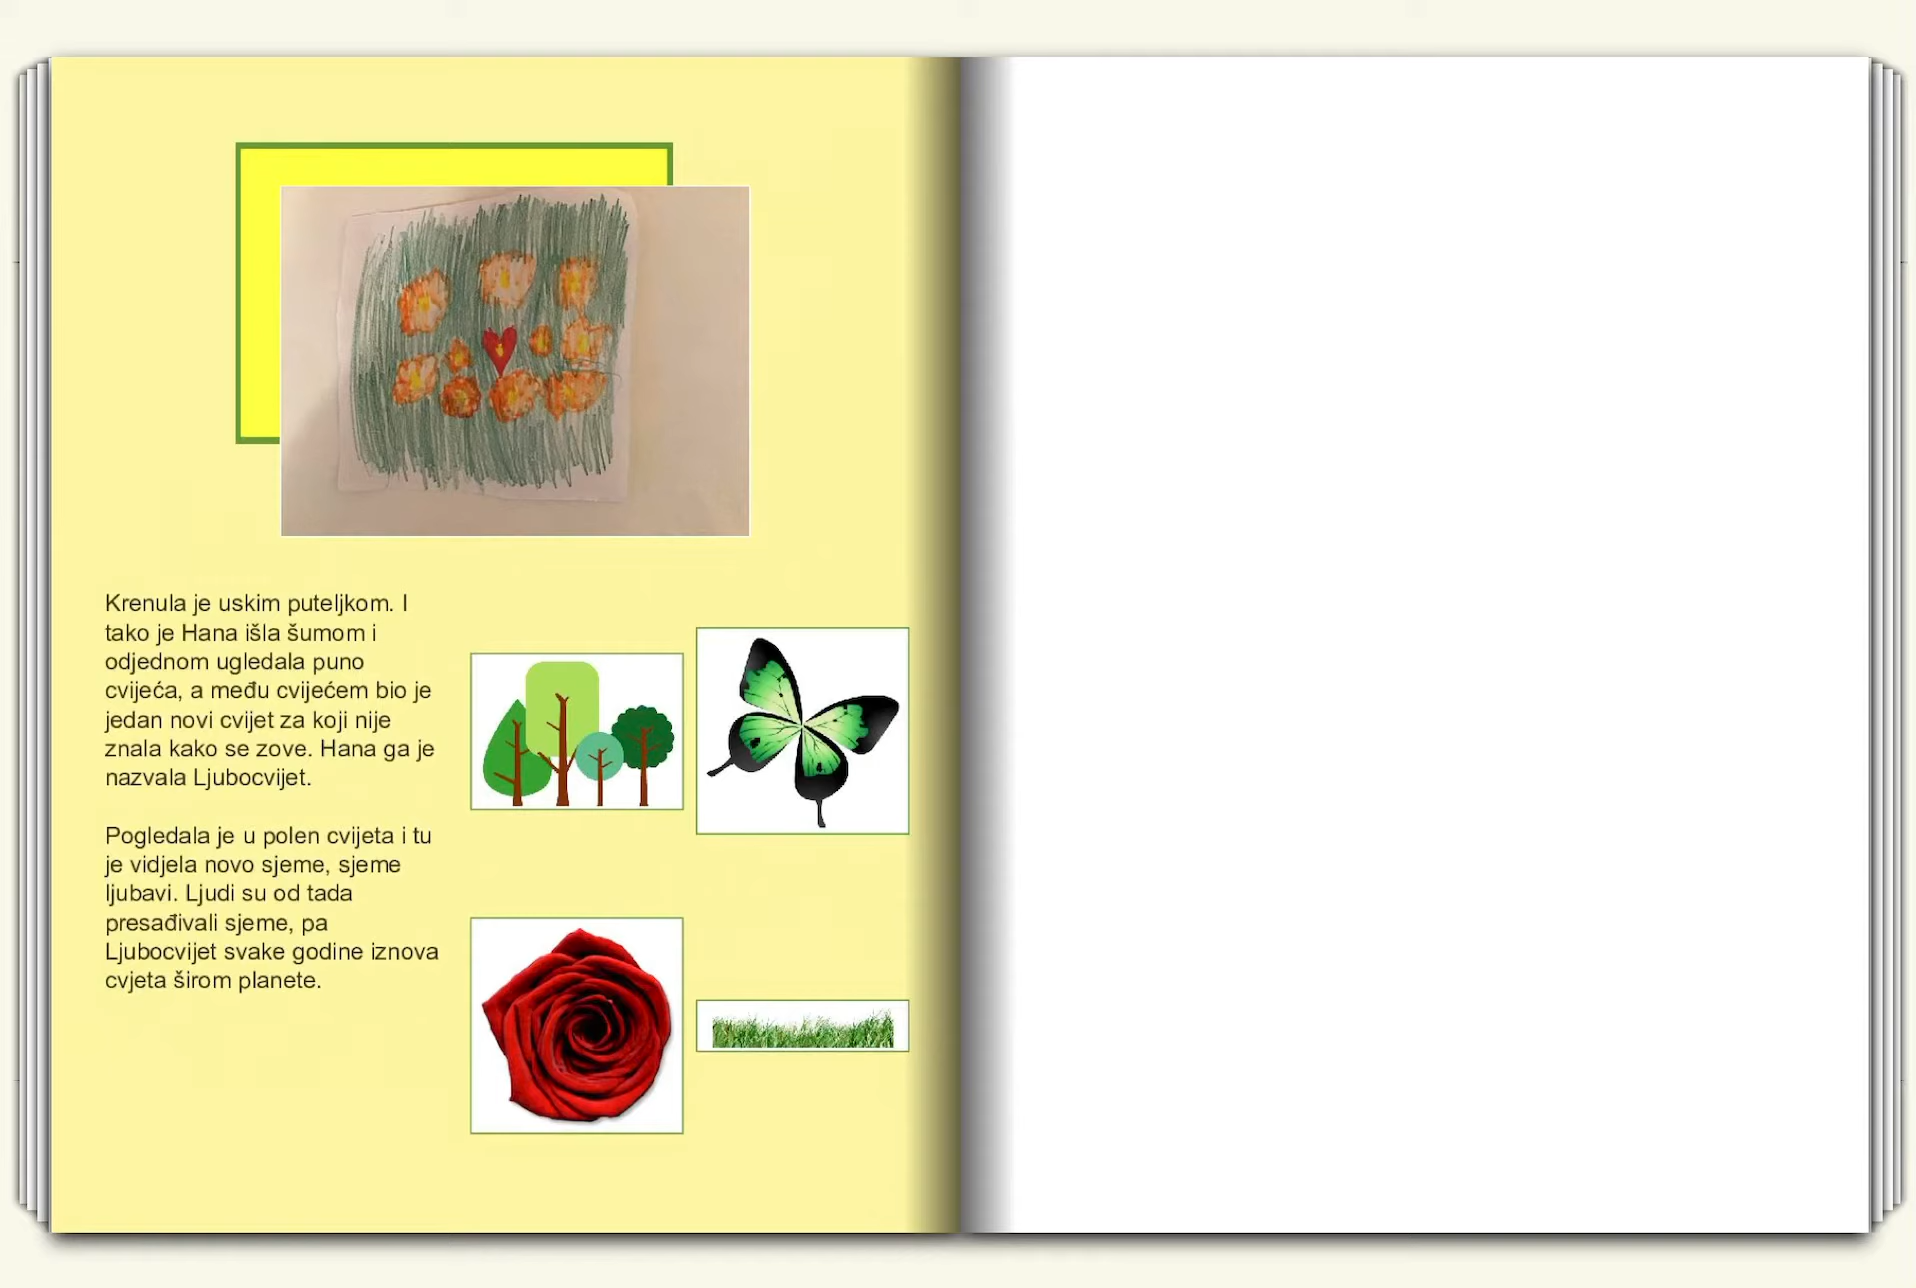 Krenula je uskim puteljkom. I
tako je Hana išla šumom i
odjednom ugledala puno
cvijeća, a među cvijećem bio je
jedan novi cvijet za koji nije
znala kako se zove. Hana ga je
nazvala Ljubocvijet.
Pogledala je u polen cvijeta i tu
je vidjela novo sjeme, sjeme
ljubavi. Ljudi su od tada
presađivali sjeme, pa
Ljubocvijet svake godine iznova
cvjeta širom planete.